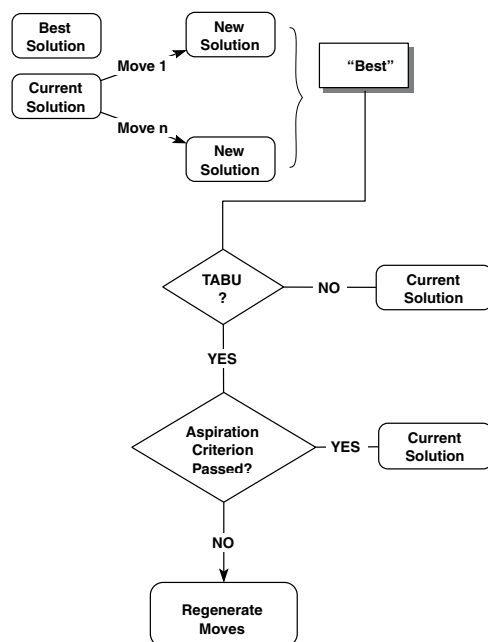 Best
Solution
New
Solution
"Best"
Move 1
Current
Solution
Move n
New
Solution
TABU
?
NO
Current
Solution
YES
Aspiration
Criterion
Passed?
YES
Current
Solution
NO
Regenerate
Moves